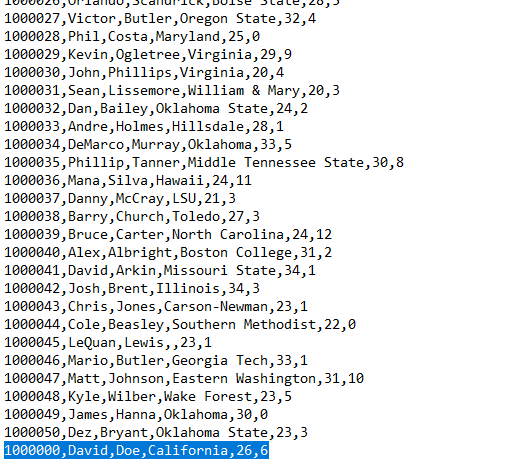 1000026,Orlando,Scandrick,Boise State,28,5
1000027,Victor,Butler,Oregon State,32,4
1000028,Phil,Costa,Maryland,25,0
1000029,Kevin,Ogletree,Virginia,29,9
1000030,John,Phillips,Virginia,20,4
1000031,Sean,Lissemore,William & Mary,20,3
1000032,Dan,Bailey,Oklahoma State,24,2
1000033,Andre,Holmes,Hillsdale,28,1
1000034,DeMarco,Murray,Oklahoma,33,5
1000035,Phillip,Tanner,Middle Tennessee State,30,8
1000036,Mana,Silva,Hawaii,24,11
1000037,Danny,McCray,LSU,21,3
1000038,Barry,Church,Toledo,27,3
1000039,Bruce,Carter,North Carolina,24,12
1000040,Alex,Albright,Boston College,31,2
1000041,David,Arkin,Missouri State,34,1
1000042,Josh,Brent,Illinois,34,3
1000043,Chris,Jones,Carson-Newman,23,1
1000044,Cole,Beasley,Southern Methodist,22,0
1000045,LeQuan,Lewis,,23,1
1000046,Mario,Butler,Georgia Tech,33,1
1000047,Matt,Johnson,Eastern Washington,31,10
1000048,Kyle,Wilber,Wake Forest,23,5
1000049,James,Hanna,Oklahoma,30,0
1000050,Dez,Bryant,Oklahoma State,23,3
1000000,David,Doe,California,26,6